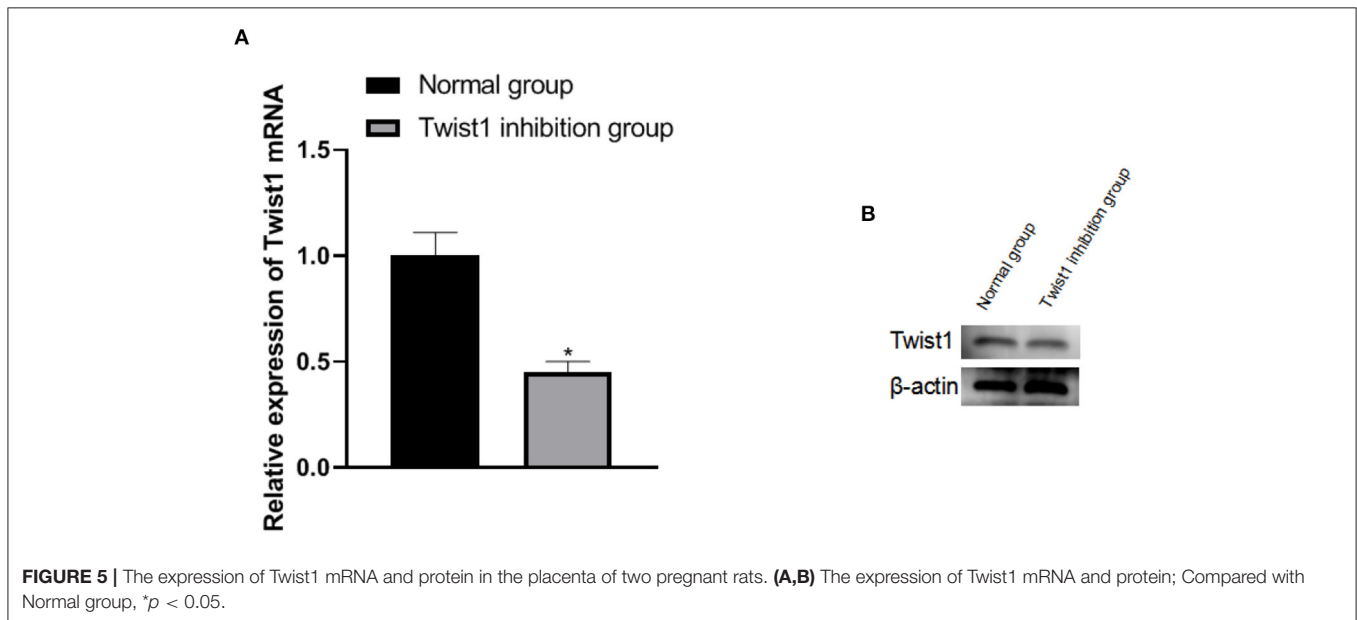 A
Normal group
Twist1 inhibition group
Relative expression of Twist1 mRNA
1.5
1.0
0.5
0.0
*
B
Normal group
Twist1 inhibition group
Twist1
β-actin
FIGURE 5 | The expression of Twist1 mRNA and protein in the placenta of two pregnant rats. (A,B) The expression of Twist1 mRNA and protein; Compared with
Normal group, *p < 0.05.